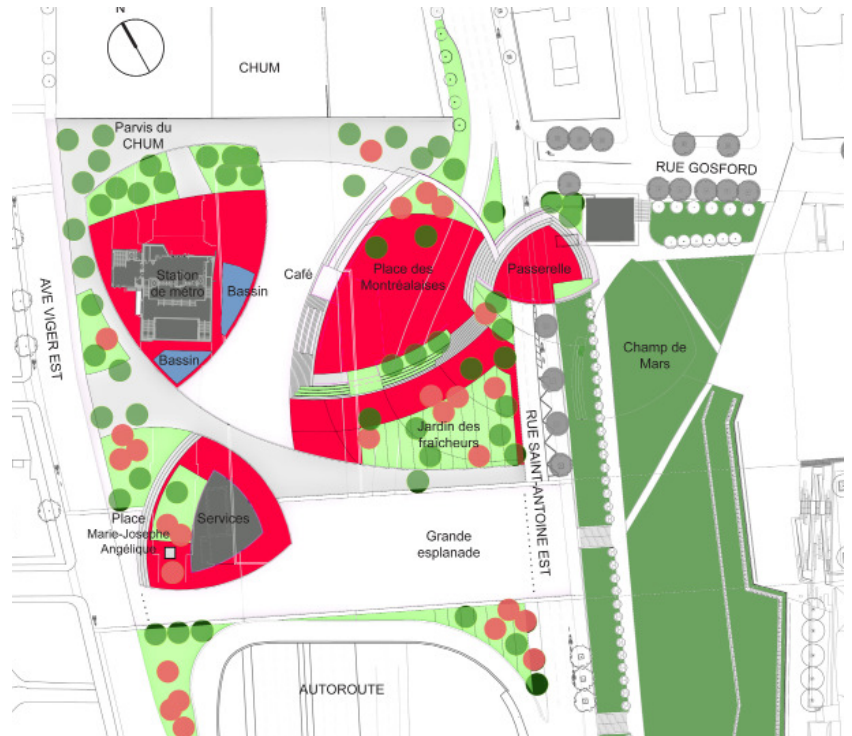 N
CHUM
Parvis du
CHUM
RUE GOSFORD
Station
de métro
Bassin
Café
Place des
Montréalaises
Passerelle
AVE VIGER EST
Bassin
Champ de
Mars
Jardin des
fraîcheurs
RUE SAINT-ANTOINE EST
Place
Marie-Josephe
Angélique
Services
Grande
esplanade
AUTOROUTE